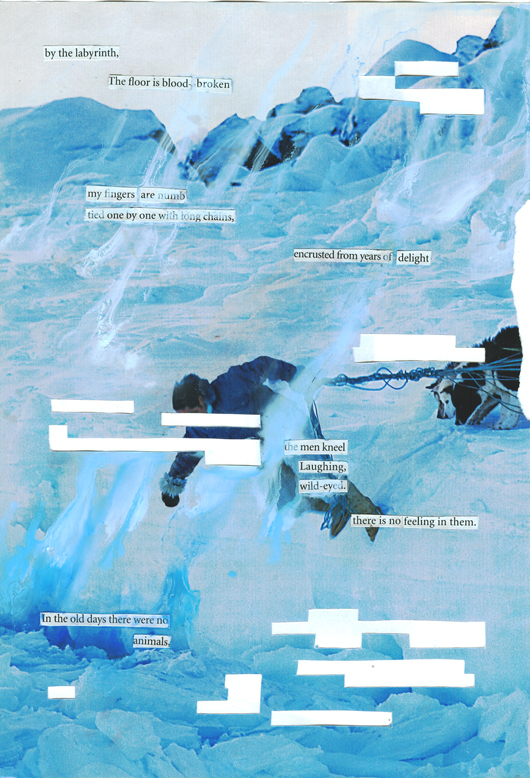 by the labyrinth,
The floor is blood- broken
my fingers are numb
tied one by one with long chains,
encrusted from years of delight
the men kneel
Laughing,
wild-eyed.
there is no feeling in them.
In the old days there were no
animals.